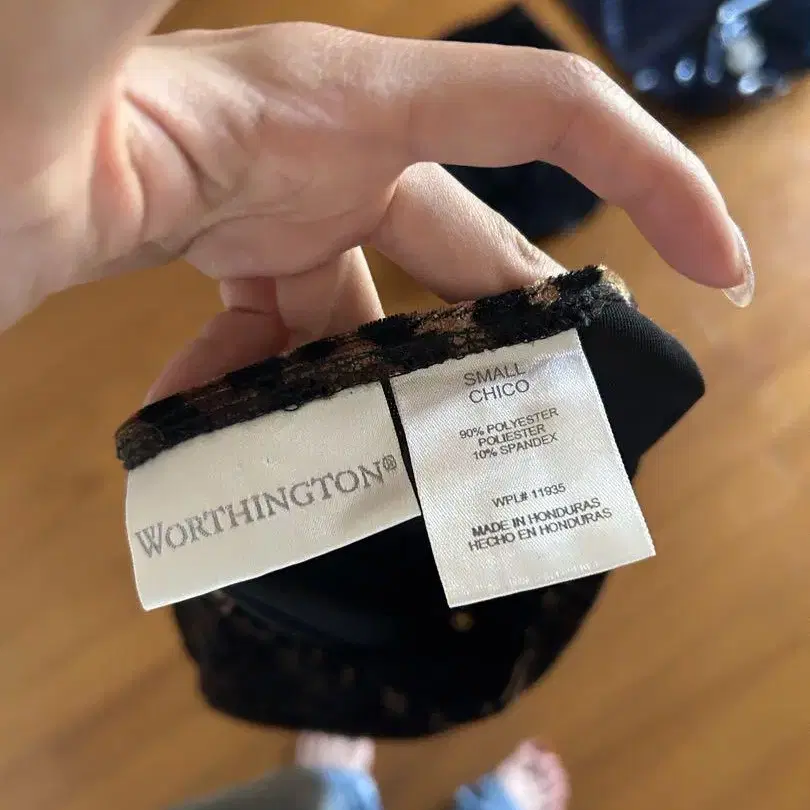 WORTHINGTON®
SMALL
CHICO
90% POLYESTER
POLIESTER
10% SPANDEX
WPL# 11935
MADE IN HONDURAS
HECHO EN HONDURAS